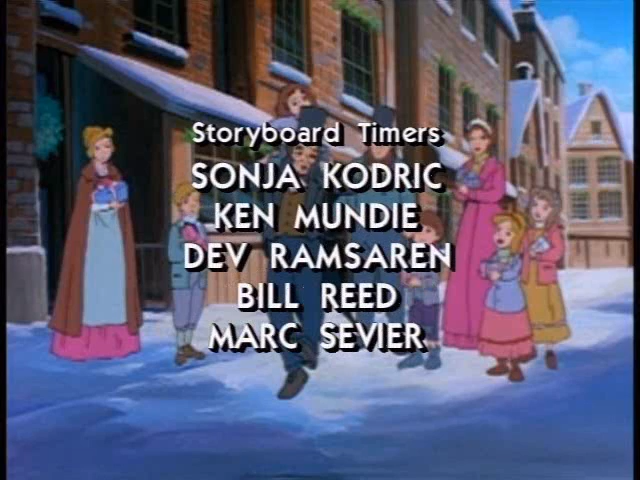 Storyboard Timers
SONJA KODRIC
KEN MUNDIE
DEV RAMSAREN
BILL REED
MARC SEVIER